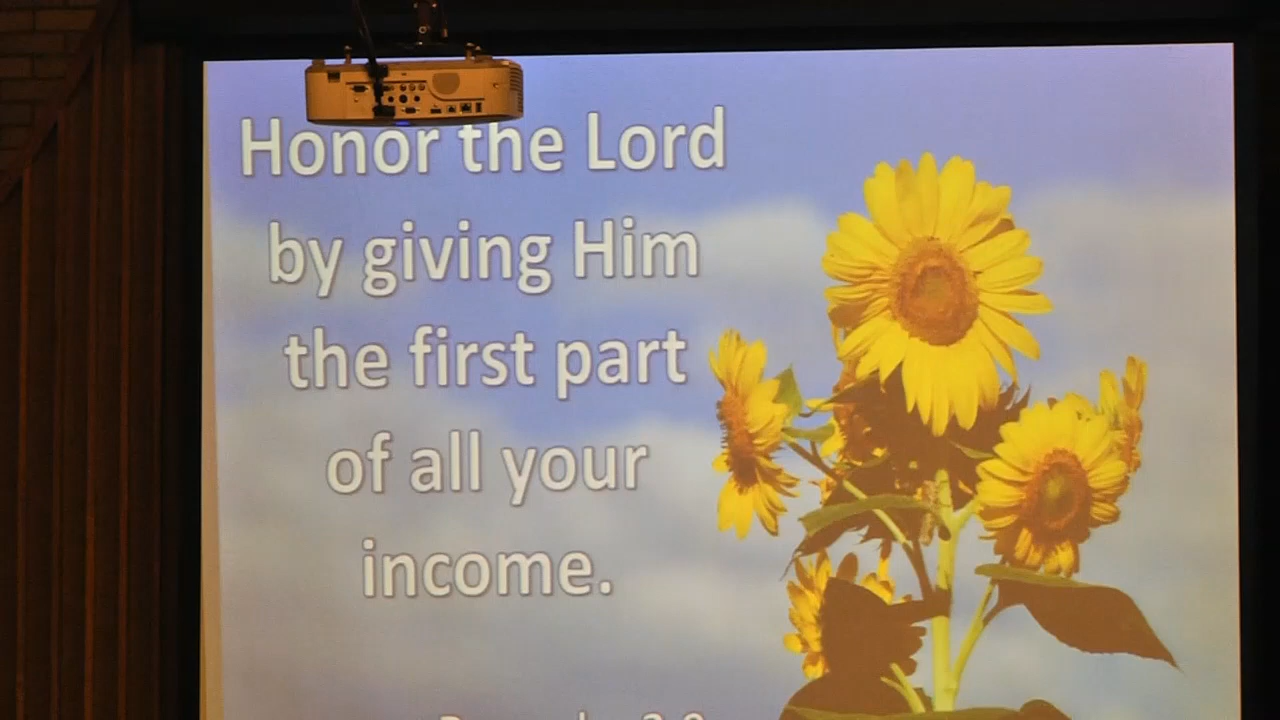 Honor the Lord
by giving Him
the first part
of all your
income.